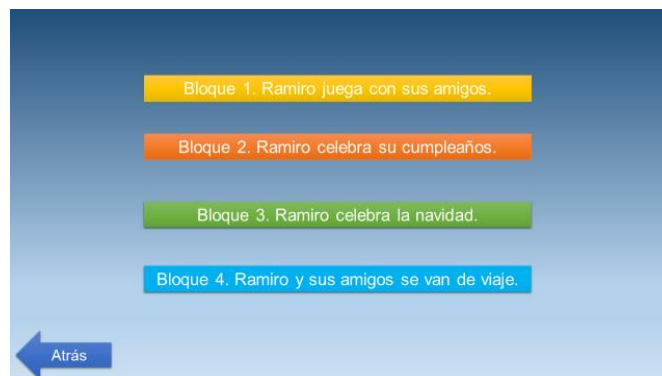 Bloque 1. Ramiro juega con sus amigos.
Bloque 2. Ramiro celebra su cumpleaños.
Bloque 3. Ramiro celebra la navidad.
Bloque 4. Ramiro y sus amigos se van de viaje.
Atrás